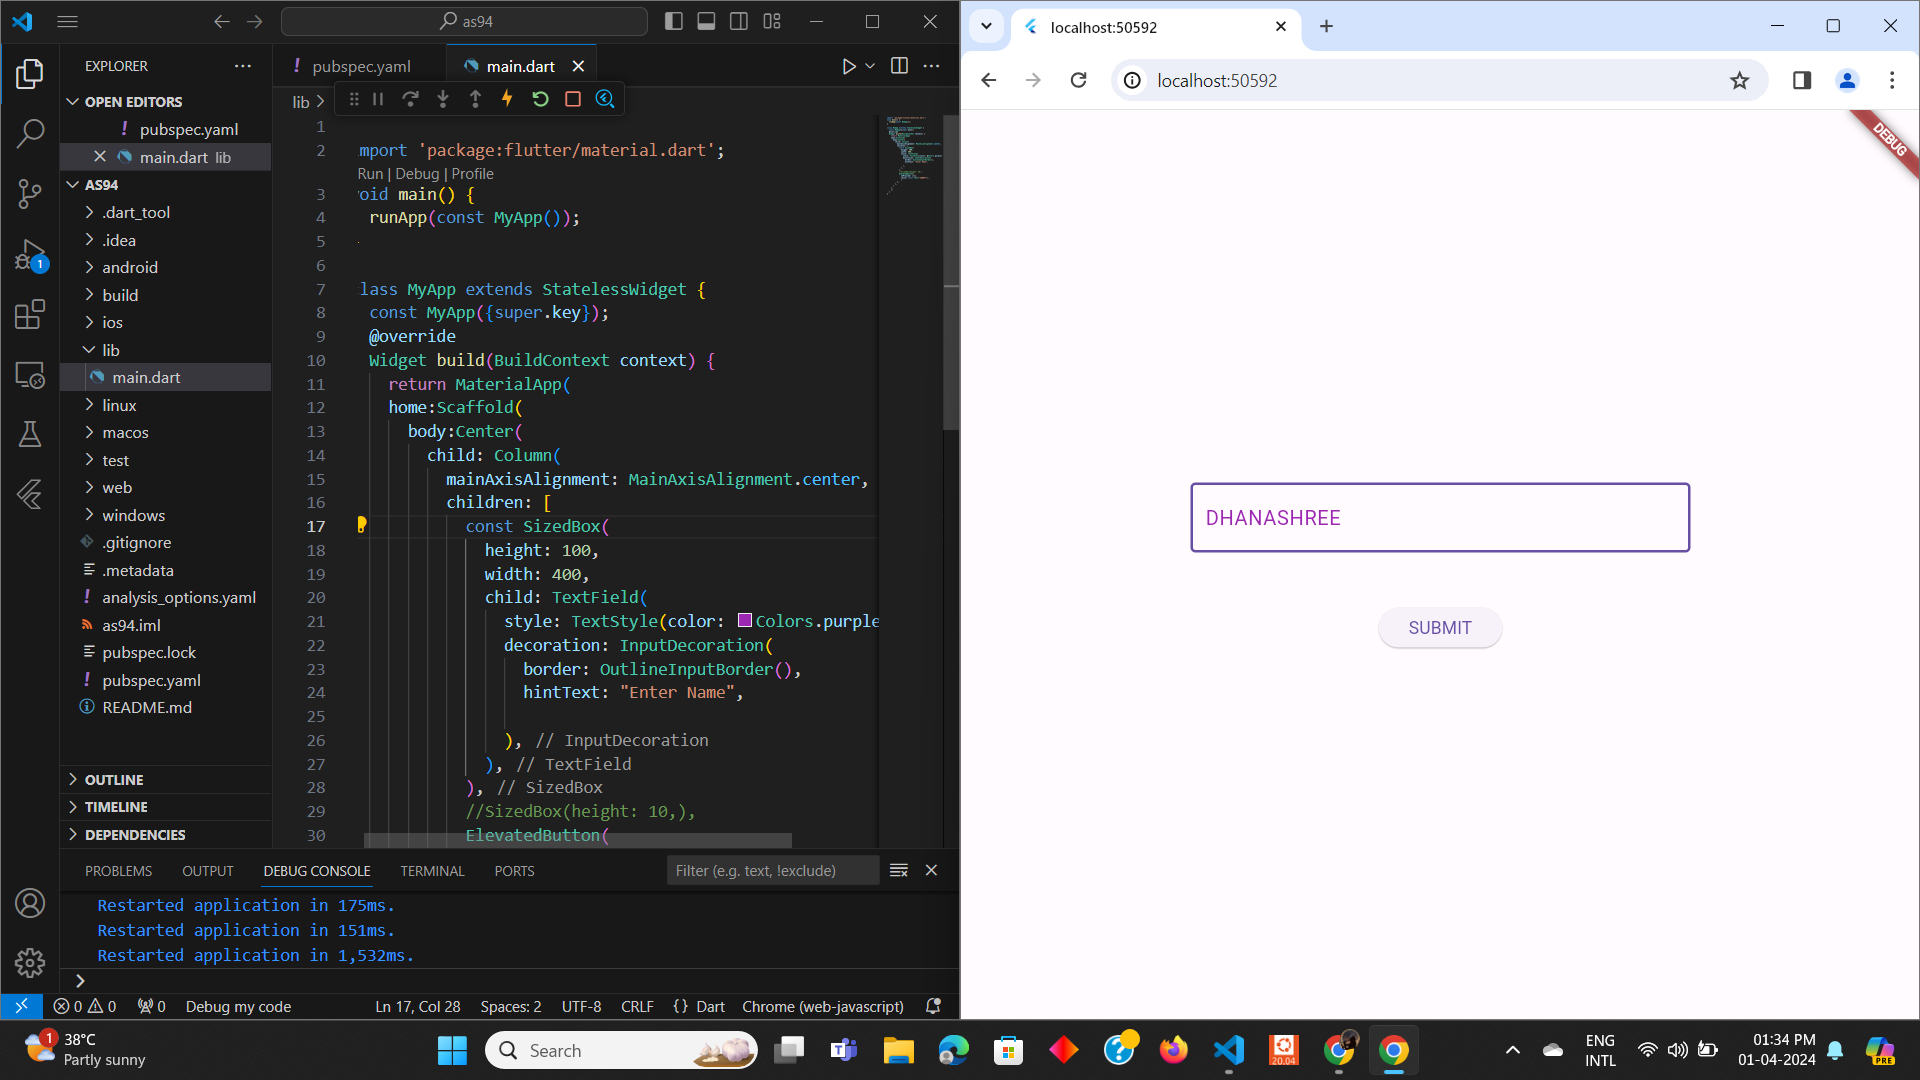 as94
EXPLORER
OPEN EDITORS
! pubspec.yaml
main.dart lib
AS94
.dart_tool
.idea
android
build
ios
lib
main.dart
linux
macos
test
web
windows
.gitignore
.metadata
! analysis_options.yaml
as94.iml
pubspec.lock
! pubspec.yaml
README.md
OUTLINE
TIMELINE
DEPENDENCIES
1
! pubspec.yaml
main.dart
lib >
1
2 mport 'package:flutter/material.dart';
Run | Debug | Profile
3 oid main() {
4 runApp(const MyApp());
5
6
7 lass MyApp extends StatelessWidget {
8 const MyApp({super.key});
9 @override
10 Widget build(BuildContext context) {
11 return MaterialApp(
12 home:Scaffold(
13 body:Center(
14 child: Column(
15 mainAxisAlignment: MainAxisAlignment.center,
16 children: [
17 const SizedBox(
18 height: 100,
19 width: 400,
20 child: TextField(
21 style: TextStyle(color: Colors.purple
22 decoration: InputDecoration(
23 border: OutlineInputBorder(),
24 hintText: "Enter Name",
25
26 ), // InputDecoration
27 ), // TextField
28 ), // SizedBox
29 //SizedBox(height: 10,),
30 ElevatedButton(
PROBLEMS OUTPUT DEBUG CONSOLE TERMINAL PORTS
Filter (e.g. text, !exclude)
Restarted application in 175ms.
Restarted application in 151ms.
Restarted application in 1,532ms.
>
0 0 0 Debug my code Ln 17, Col 28 Spaces: 2 UTF-8 CRLF {} Dart Chrome (web-javascript)
localhost:50592
localhost:50592
DEBUG
DHANASHREE
SUBMIT
1
38°C
Partly sunny
Search
20.04
ENG
INTL
01:34 PM
01-04-2024
PRE